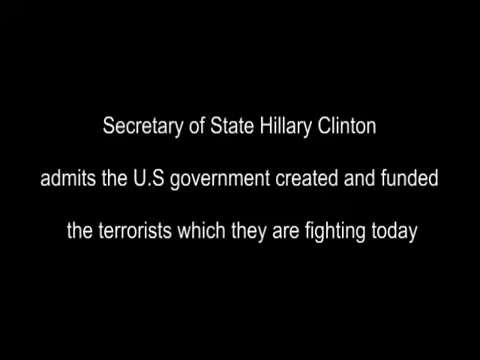 Secretary of State Hillary Clinton
admits the U.S government created and funded
the terrorists which they are fighting today